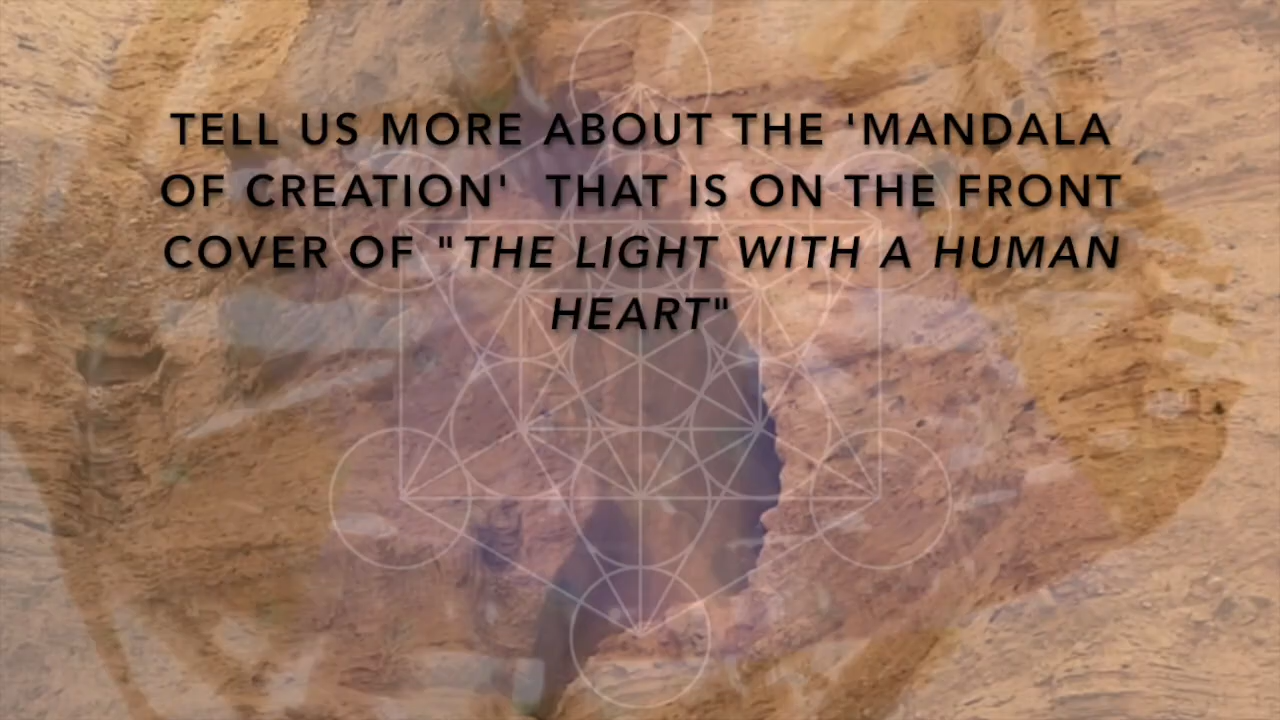 TELL US MORE ABOUT THE 'MANDALA
OF CREATION'  THAT IS ON THE FRONT
COVER OF "THE LIGHT WITH A HUMAN
HEART"